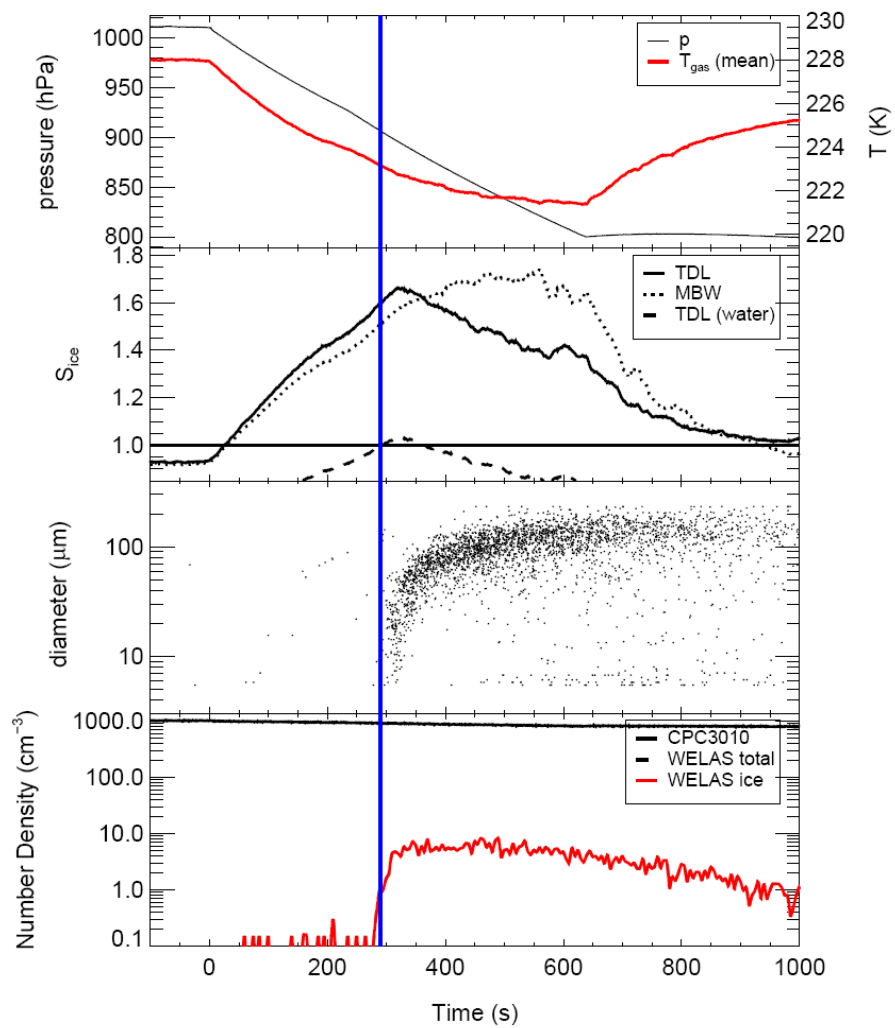 1000
950
900
850
800
pressure (hPa)
p
T_gas (mean)
230
228
226
224
222
220
T (K)
1.8
1.6
1.4
1.2
1.0
S_ice
TDL
MBW
TDL (water)
100
10
diameter (μm)
1000.0
100.0
10.0
1.0
0.1
Number Density (cm⁻³)
CPC3010
WELAS total
WELAS ice
0
200
400
600
800
1000
Time (s)